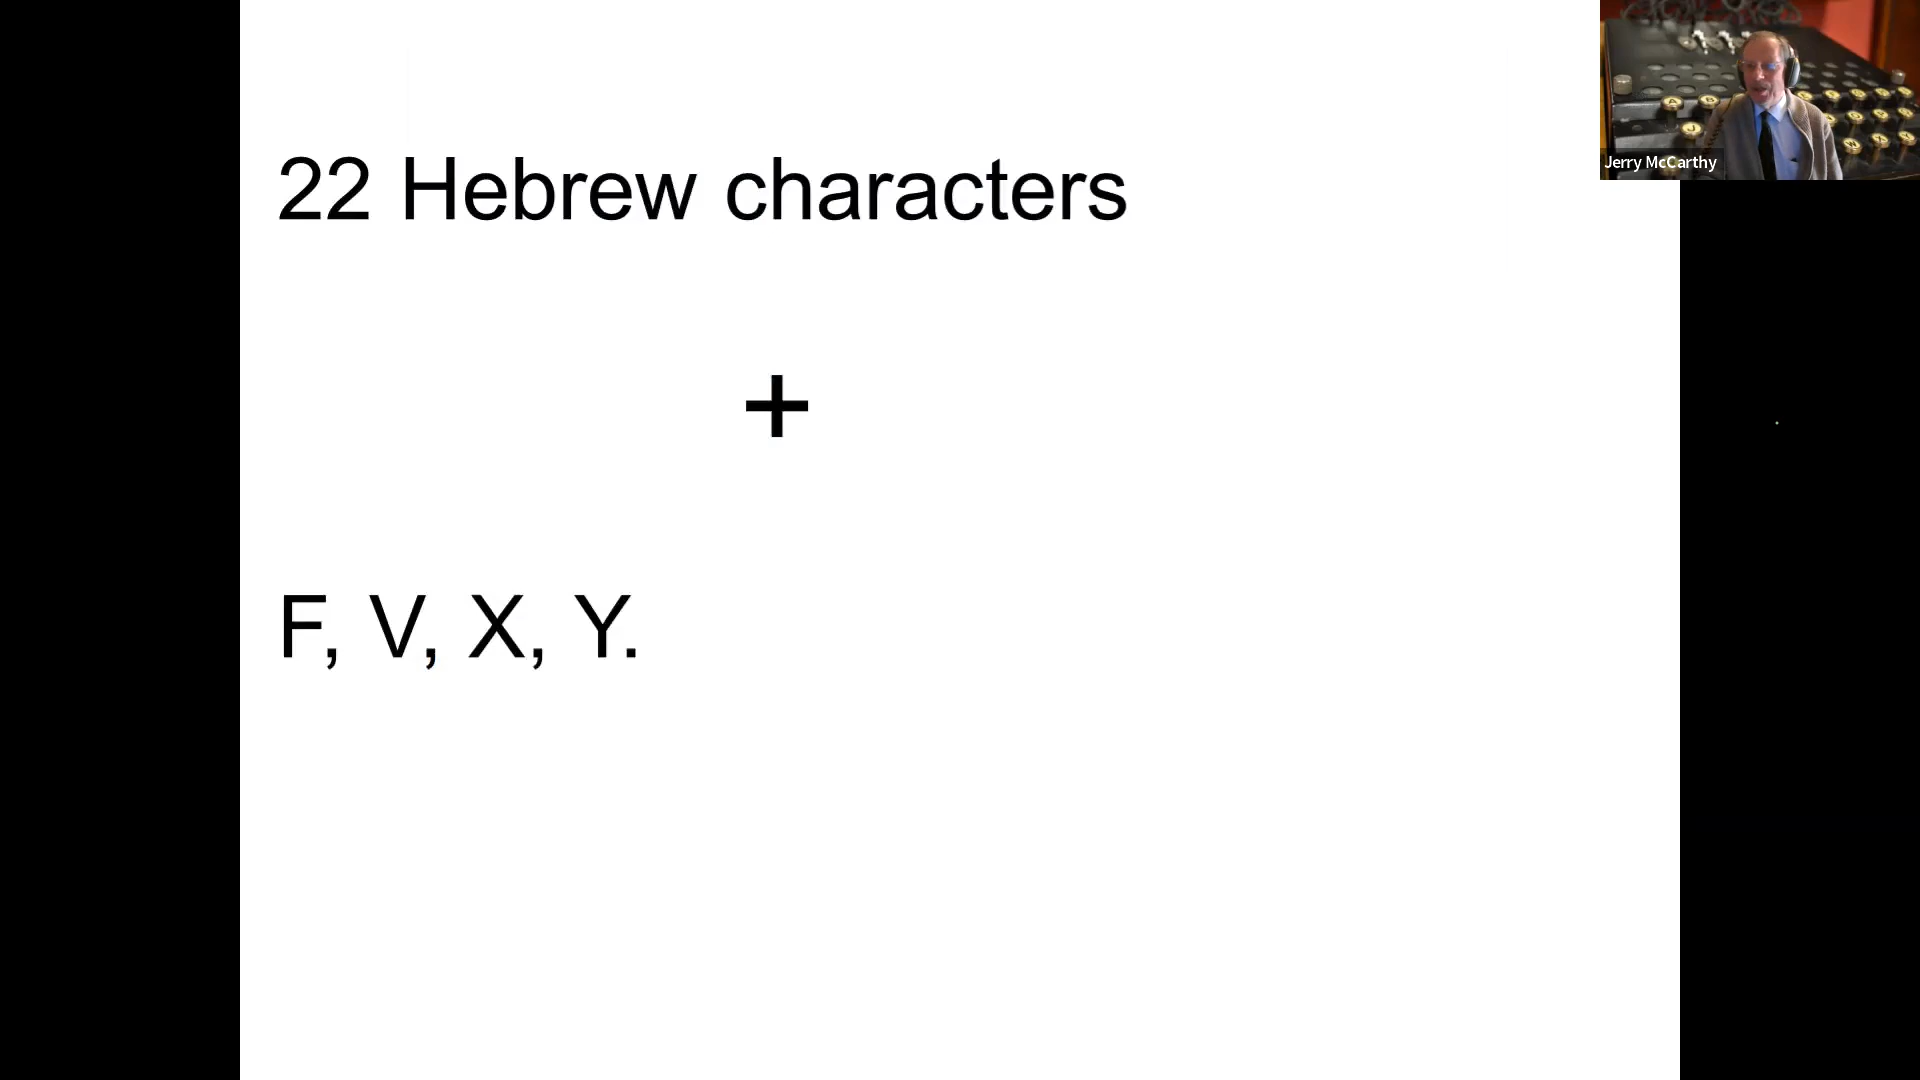 22 Hebrew characters
+
F, V, X, Y.
Jerry McCarthy